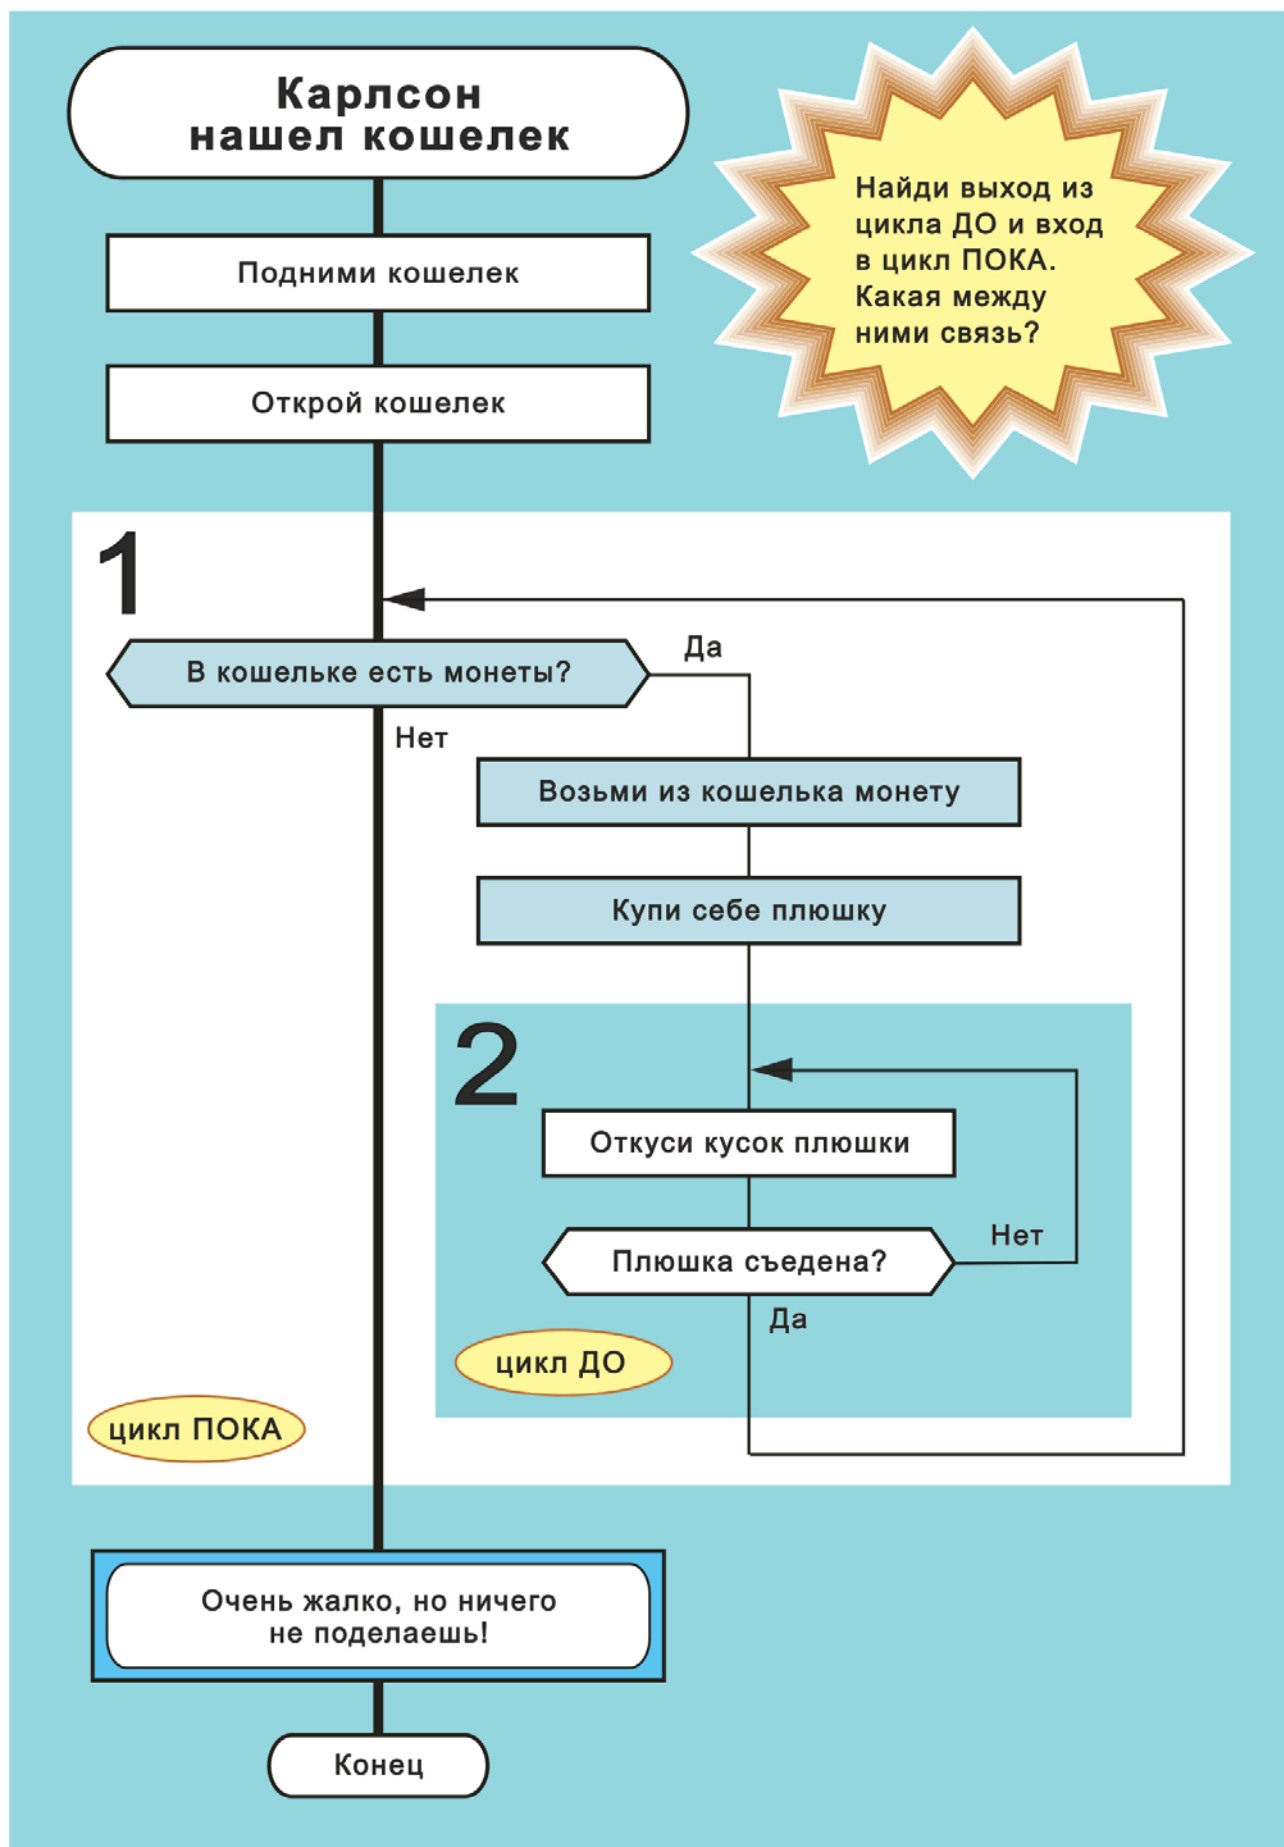 Карлсон
нашел кошелек
Найди выход из
цикла ДО и вход
в цикл ПОКА.
Какая между
ними связь?
Подними кошелек
Открой кошелек
1
В кошельке есть монеты?
Да
Нет
Возьми из кошелька монету
Купи себе плюшку
2
Откуси кусок плюшки
Плюшка съедена?
Нет
Да
цикл ДО
цикл ПОКА
Очень жалко, но ничего
не поделаешь!
Конец